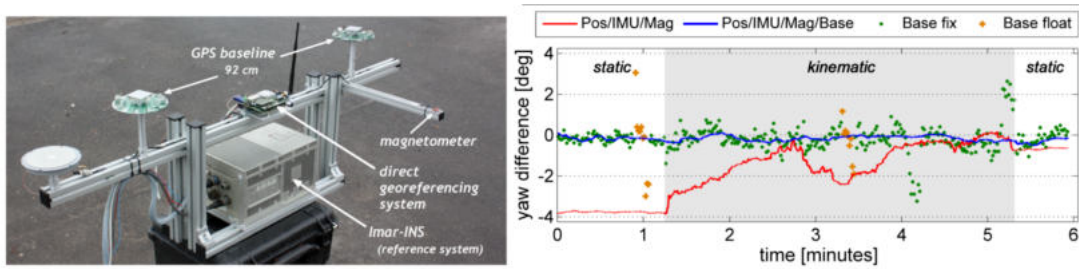 GPS baseline
92 cm
magnetometer
direct
georeferencing
system
Imar-INS
(reference system)
Pos/IMU/Mag
Pos/IMU/Mag/Base
Base fix
Base float
static
kinematic
static
yaw difference [deg]
4
2
0
-2
-4
0
1
2
3
4
5
6
time [minutes]